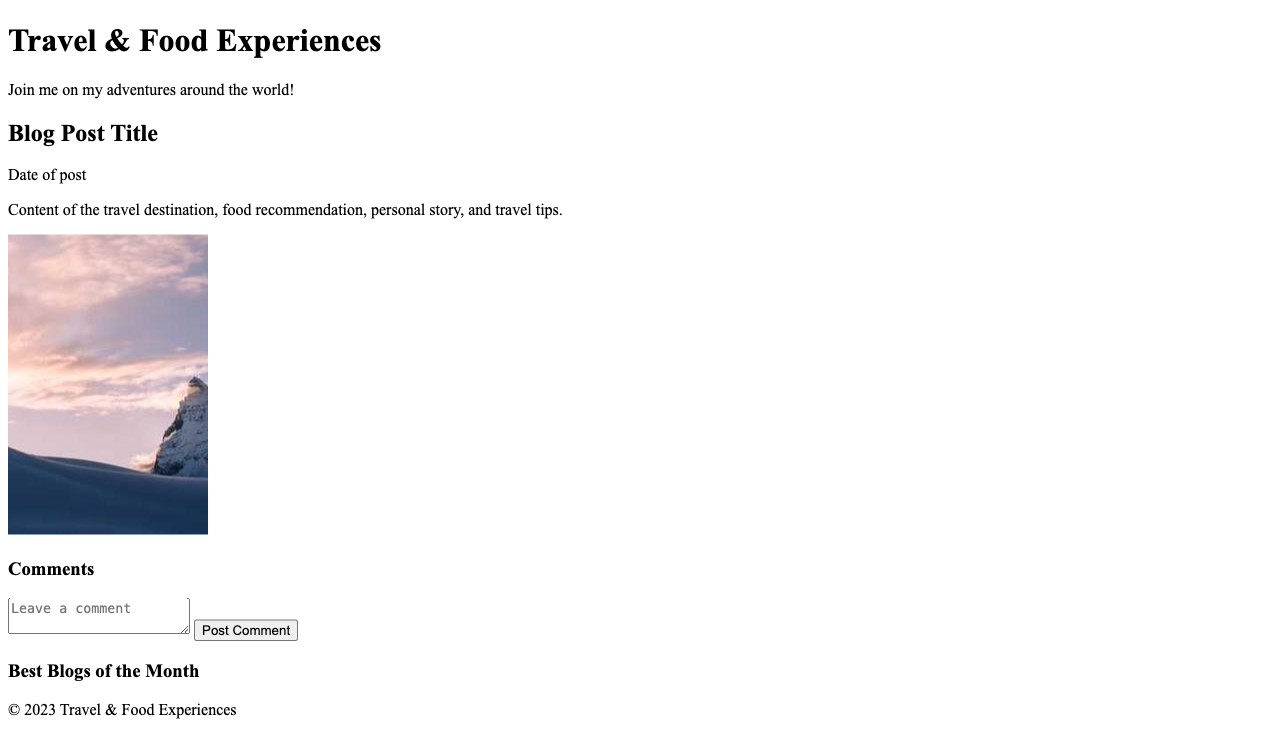 Travel & Food Experiences
Join me on my adventures around the world!
Blog Post Title
Date of post
Content of the travel destination, food recommendation, personal story, and travel tips.
Comments
Leave a comment
Post Comment
Best Blogs of the Month
© 2023 Travel & Food Experiences